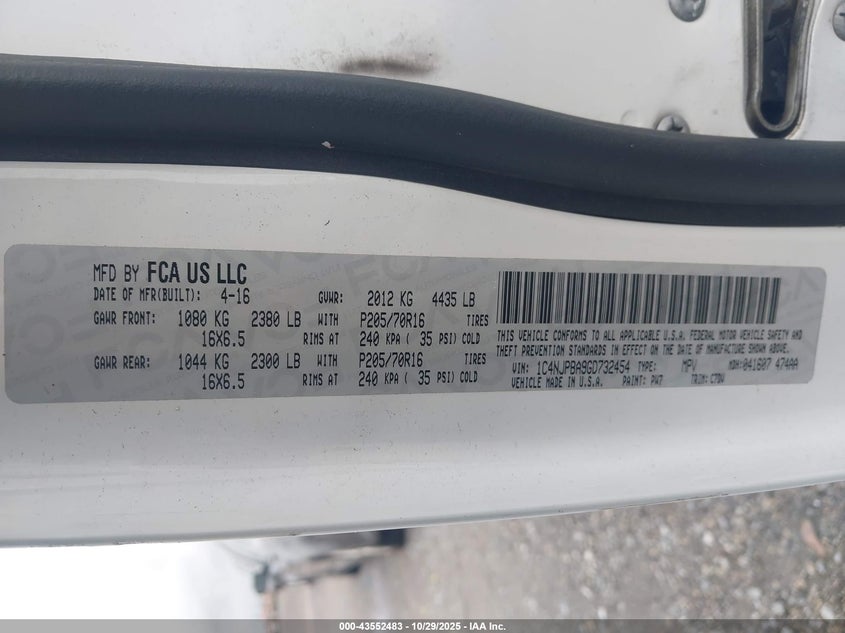 MFD BY FCA US LLC
DATE OF MFR(BUILT): 4-16 GVWR: 2012 KG 4435 LB
GAWR FRONT: 1080 KG 2380 LB WITH P205/70R16 TIRES
16X6.5 RIMS AT 240 KPA ( 35 PSI) COLD
GAWR REAR: 1044 KG 2300 LB WITH P205/70R16 TIRES
16X6.5 RIMS AT 240 KPA ( 35 PSI) COLD
THIS VEHICLE CONFORMS TO ALL APPLICABLE U.S.A. FEDERAL MOTOR VEHICLE SAFETY AND
THEFT PREVENTION STANDARDS IN EFFECT ON THE DATE OF MANUFACTURE SHOWN ABOVE.
VIN: 1C4NJPBA9GD732454 TYPE: MPV MDH:041607 474AA
VEHICLE MADE IN U.S.A. PAINT: PW7 TRIM:
000-43552483 - 10/29/2025 - IAA Inc.